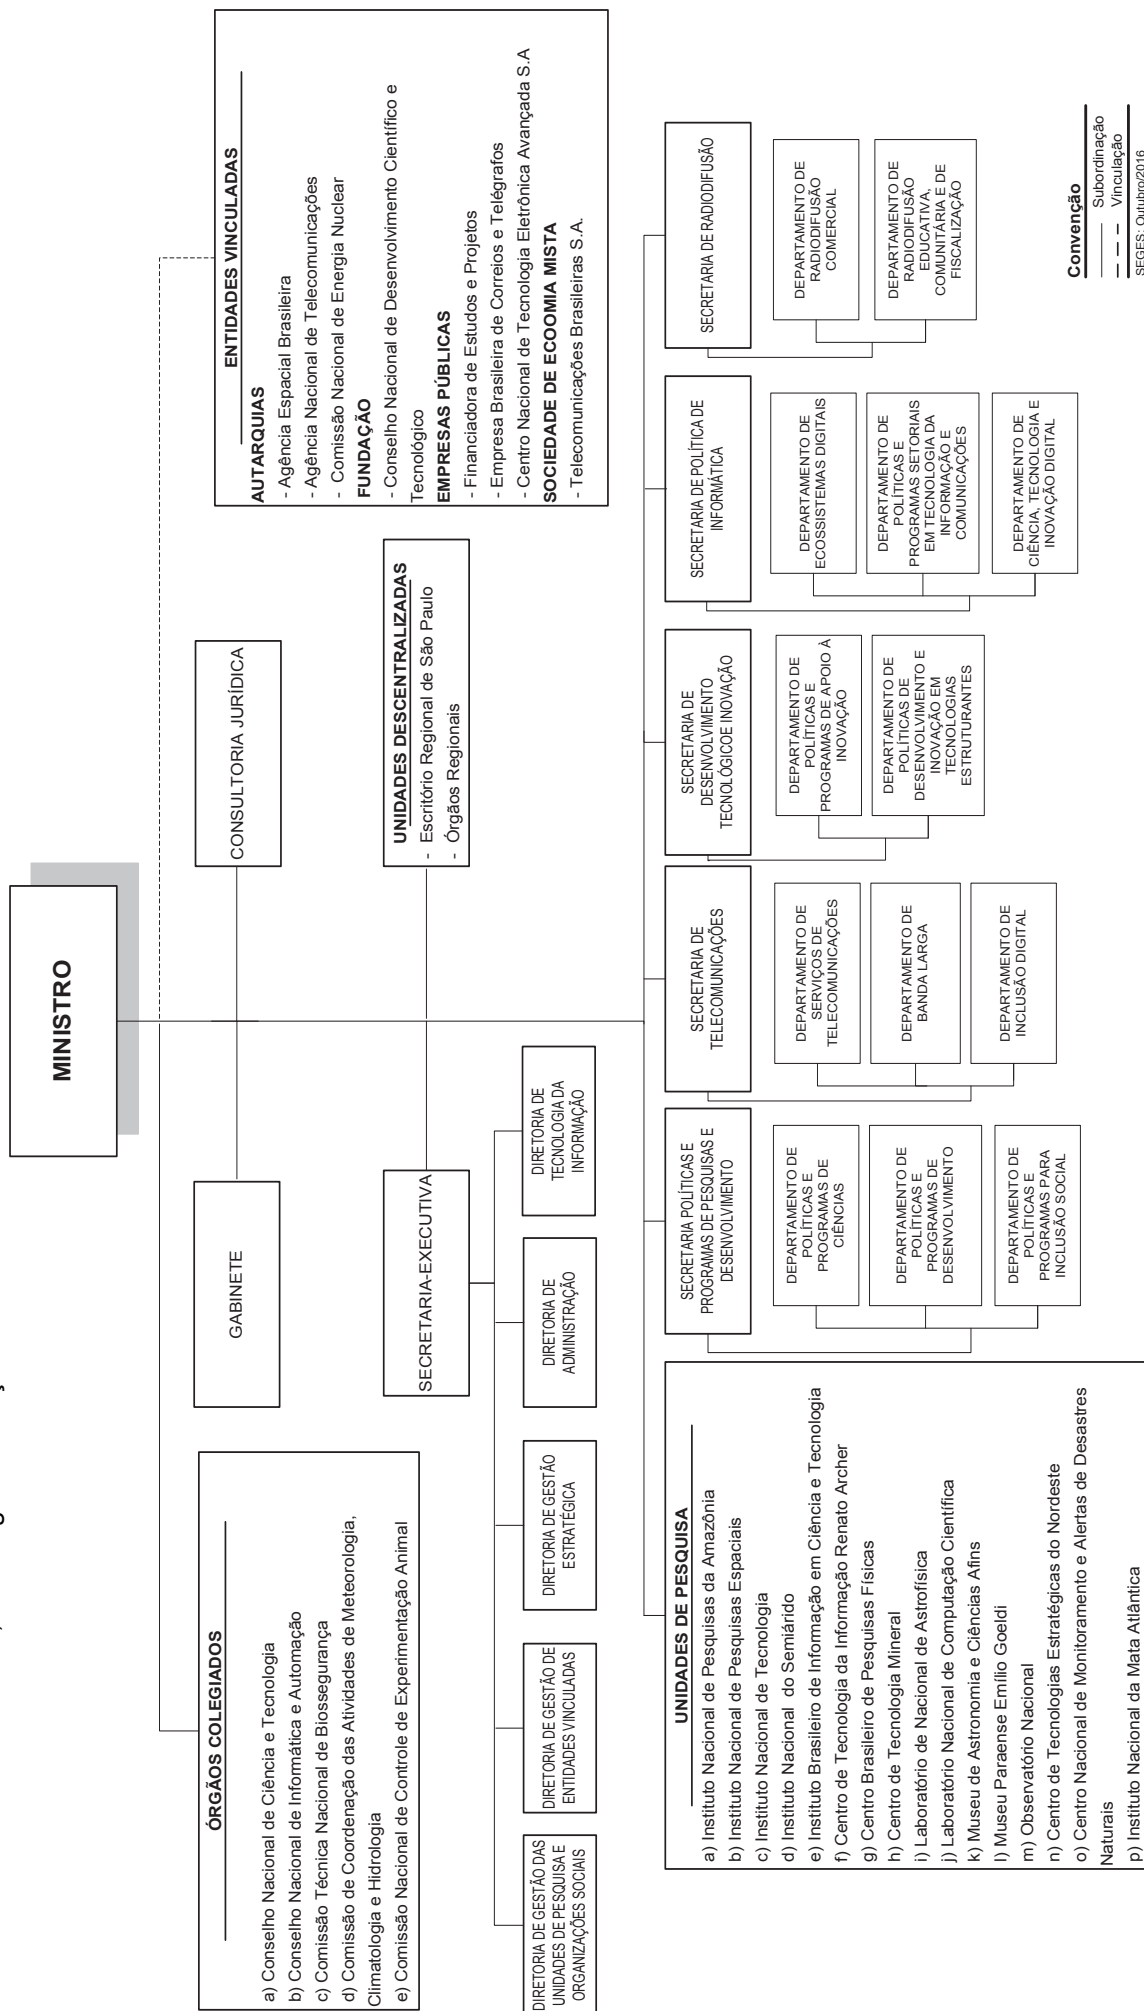 MINISTRO
ÓRGÃOS COLEGIADOS
a) Conselho Nacional de Ciência e Tecnologia
b) Conselho Nacional de Informática e Automação
c) Comissão Técnica Nacional de Biossegurança
d) Comissão de Coordenação das Atividades de Meteorologia,
Climatologia e Hidrologia
e) Comissão Nacional de Controle de Experimentação Animal
GABINETE
CONSULTORIA JURÍDICA
ENTIDADES VINCULADAS
AUTARQUIAS
- Agência Espacial Brasileira
- Agência Nacional de Telecomunicações
- Comissão Nacional de Energia Nuclear
FUNDAÇÃO
- Conselho Nacional de Desenvolvimento Científico e
Tecnológico
EMPRESAS PÚBLICAS
- Financiadora de Estudos e Projetos
- Empresa Brasileira de Correios e Telégrafos
- Centro Nacional de Tecnologia Eletrônica Avançada S.A
SOCIEDADE DE ECOOMIA MISTA
- Telecomunicações Brasileiras S.A.
SECRETARIA-EXECUTIVA
UNIDADES DESCENTRALIZADAS
- Escritório Regional de São Paulo
- Órgãos Regionais
DIRETORIA DE GESTÃO DAS
UNIDADES DE PESQUISA E
ORGANIZAÇÕES SOCIAIS
DIRETORIA DE GESTÃO DE
ENTIDADES VINCULADAS
DIRETORIA DE GESTÃO
ESTRATÉGICA
DIRETORIA DE
ADMINISTRAÇÃO
DIRETORIA DE
TECNOLOGIA DA
INFORMAÇÃO
UNIDADES DE PESQUISA
a) Instituto Nacional de Pesquisas da Amazônia
b) Instituto Nacional de Pesquisas Espaciais
c) Instituto Nacional de Tecnologia
d) Instituto Nacional do Semiárido
e) Instituto Brasileiro de Informação em Ciência e Tecnologia
f) Centro de Tecnologia da Informação Renato Archer
g) Centro Brasileiro de Pesquisas Físicas
h) Centro de Tecnologia Mineral
i) Laboratório de Nacional de Astrofísica
j) Laboratório Nacional de Computação Científica
k) Museu de Astronomia e Ciências Afins
l) Museu Paraense Emílio Goeldi
m) Observatório Nacional
n) Centro de Tecnologias Estratégicas do Nordeste
o) Centro Nacional de Monitoramento e Alertas de Desastres
Naturais
p) Instituto Nacional da Mata Atlântica
SECRETARIA POLÍTICAS E
PROGRAMAS DE PESQUISAS E
DESENVOLVIMENTO
DEPARTAMENTO DE
POLÍTICAS E
PROGRAMAS DE
CIÊNCIAS
DEPARTAMENTO DE
POLÍTICAS E
PROGRAMAS DE
DESENVOLVIMENTO
DEPARTAMENTO DE
POLÍTICAS E
PROGRAMAS PARA
INCLUSÃO SOCIAL
SECRETARIA DE
TELECOMUNICAÇÕES
DEPARTAMENTO DE
SERVIÇOS DE
TELECOMUNICAÇÕES
DEPARTAMENTO DE
BANDA LARGA
DEPARTAMENTO DE
INCLUSÃO DIGITAL
SECRETARIA DE
DESENVOLVIMENTO
TECNOLÓGICOE INOVAÇÃO
DEPARTAMENTO DE
POLÍTICAS E
PROGRAMAS DE APOIO À
INOVAÇÃO
DEPARTAMENTO DE
POLÍTICAS DE
DESENVOLVIMENTO E
INOVAÇÃO EM
TECNOLOGIAS
ESTRUTURANTES
SECRETARIA DE POLÍTICA DE
INFORMÁTICA
DEPARTAMENTO DE
ECOSSISTEMAS DIGITAIS
DEPARTAMENTO DE
POLÍTICAS E
PROGRAMAS SETORIAIS
EM TECNOLOGIA DA
INFORMAÇÃO E
COMUNICAÇÕES
DEPARTAMENTO DE
CIÊNCIA, TECNOLOGIA E
INOVAÇÃO DIGITAL
SECRETARIA DE RADIODIFUSÃO
DEPARTAMENTO DE
RADIODIFUSÃO
COMERCIAL
DEPARTAMENTO DE
RADIODIFUSÃO
EDUCATIVA,
COMUNITÁRIA E DE
FISCALIZAÇÃO
Convenção
Subordinação
Vinculação
SEGES: Outubro/2016